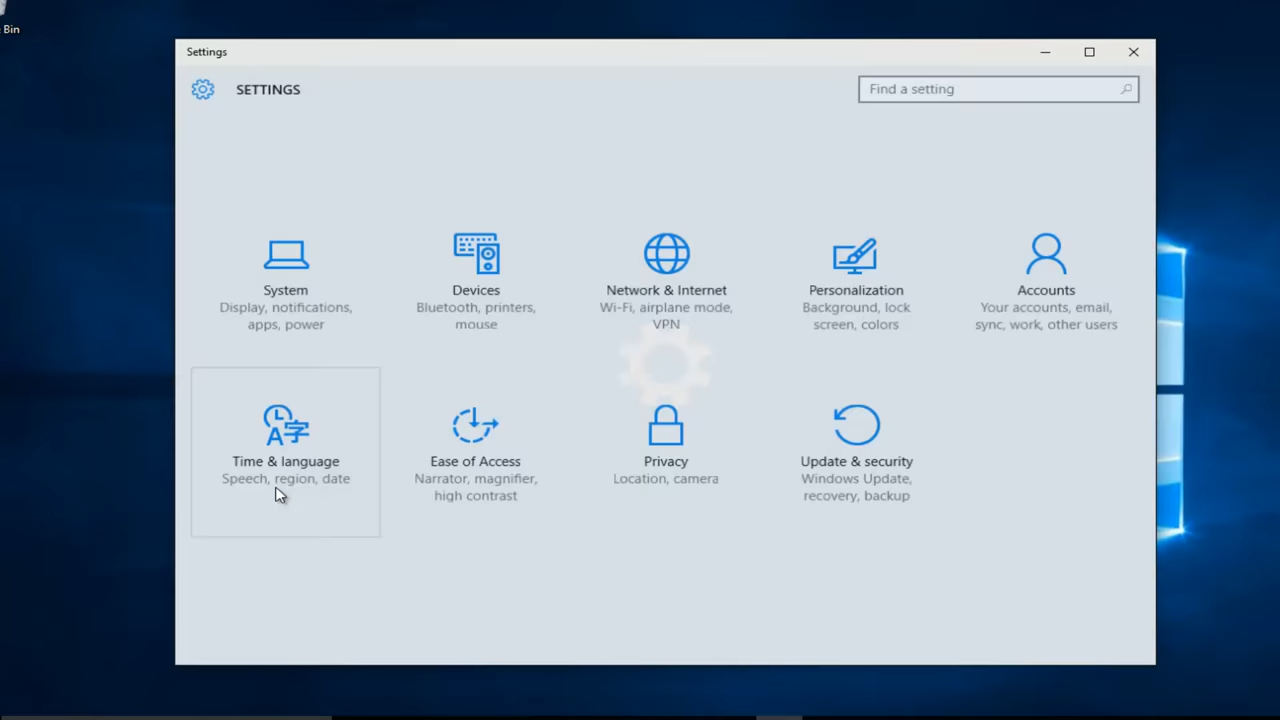 Bin
Settings
SETTINGS
Find a setting
System
Display, notifications,
apps, power
Devices
Bluetooth, printers,
mouse
Network & Internet
Wi-Fi, airplane mode,
VPN
Personalization
Background, lock
screen, colors
Accounts
Your accounts, email,
sync, work, other users
A字
Time & language
Speech, region, date
Ease of Access
Narrator, magnifier,
high contrast
Privacy
Location, camera
Update & security
Windows Update,
recovery, backup